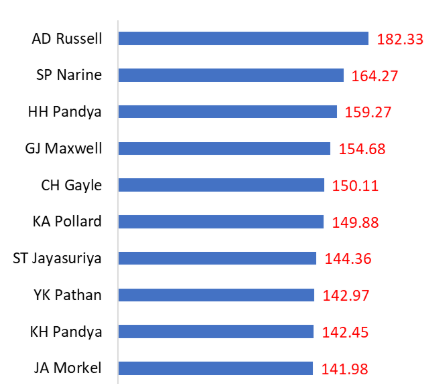 AD Russell 182.33
SP Narine 164.27
HH Pandya 159.27
GJ Maxwell 154.68
CH Gayle 150.11
KA Pollard 149.88
ST Jayasuriya 144.36
YK Pathan 142.97
KH Pandya 142.45
JA Morkel 141.98